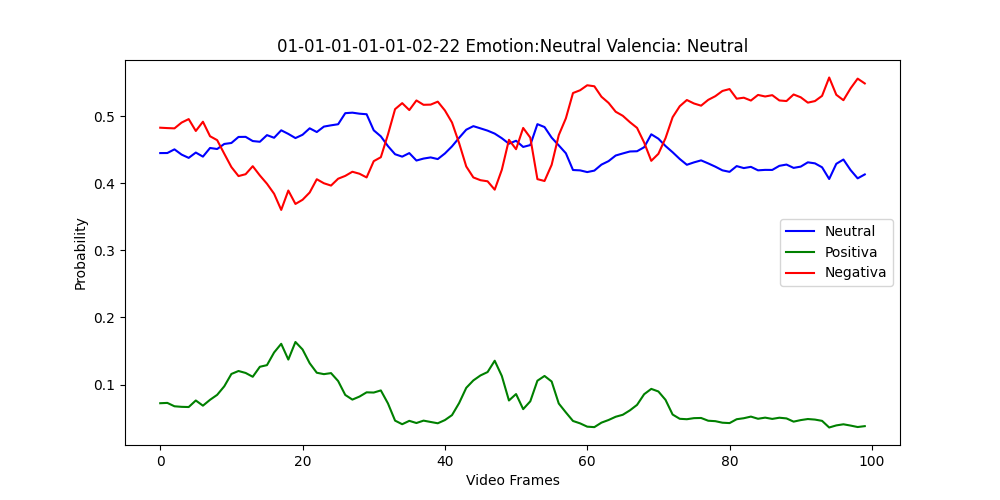 01-01-01-01-01-02-22 Emotion:Neutral Valencia: Neutral
Probability
0.5
0.4
0.3
0.2
0.1
Neutral
Positiva
Negativa
0 20 40 60 80 100
Video Frames